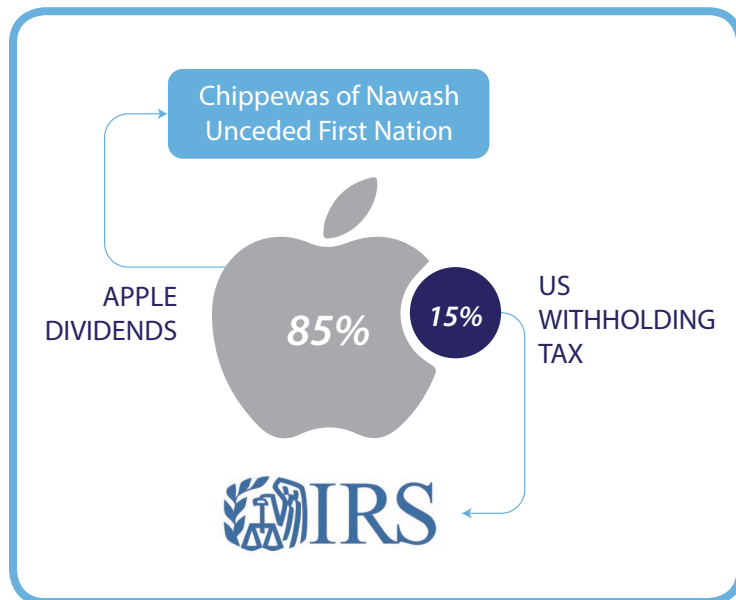 Chippewas of Nawash
Unceded First Nation
APPLE
DIVIDENDS
85%
15%
US
WITHHOLDING
TAX
IRS